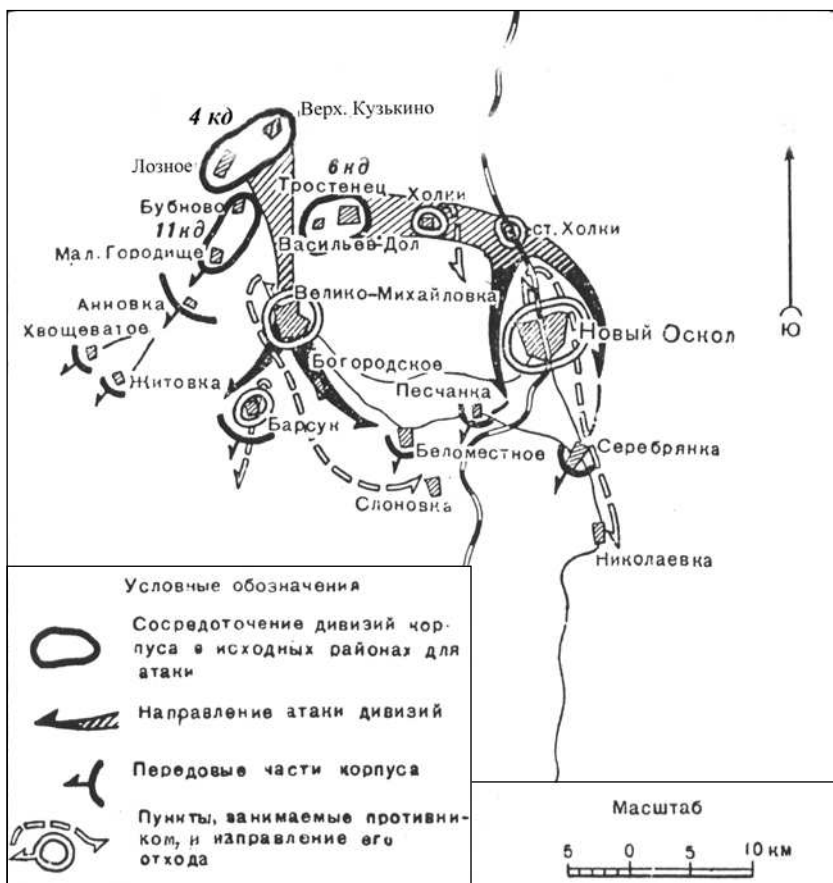 4 кд
Верх. Кузькино
Лозное
6 кд
Тростенец
Холки
Бубново
11 кд
Васильев-Дол
ст. Холки
Мал. Городище
Анновка
Велико-Михайловка
Хвощеватое
Новый Оскол
Ю
Богородское
Житовка
Песчанка
Барсук
Беломестное
Серебрянка
Слоновка
Николаевка
Условные обозначения
Сосредоточение дивизий кор-
пуса в исходных районах для
атаки
Направление атаки дивизий
Передовые части корпуса
Пункты, занимаемые противни-
ком, и направление его
отхода
Масштаб
5 0 5 10 км